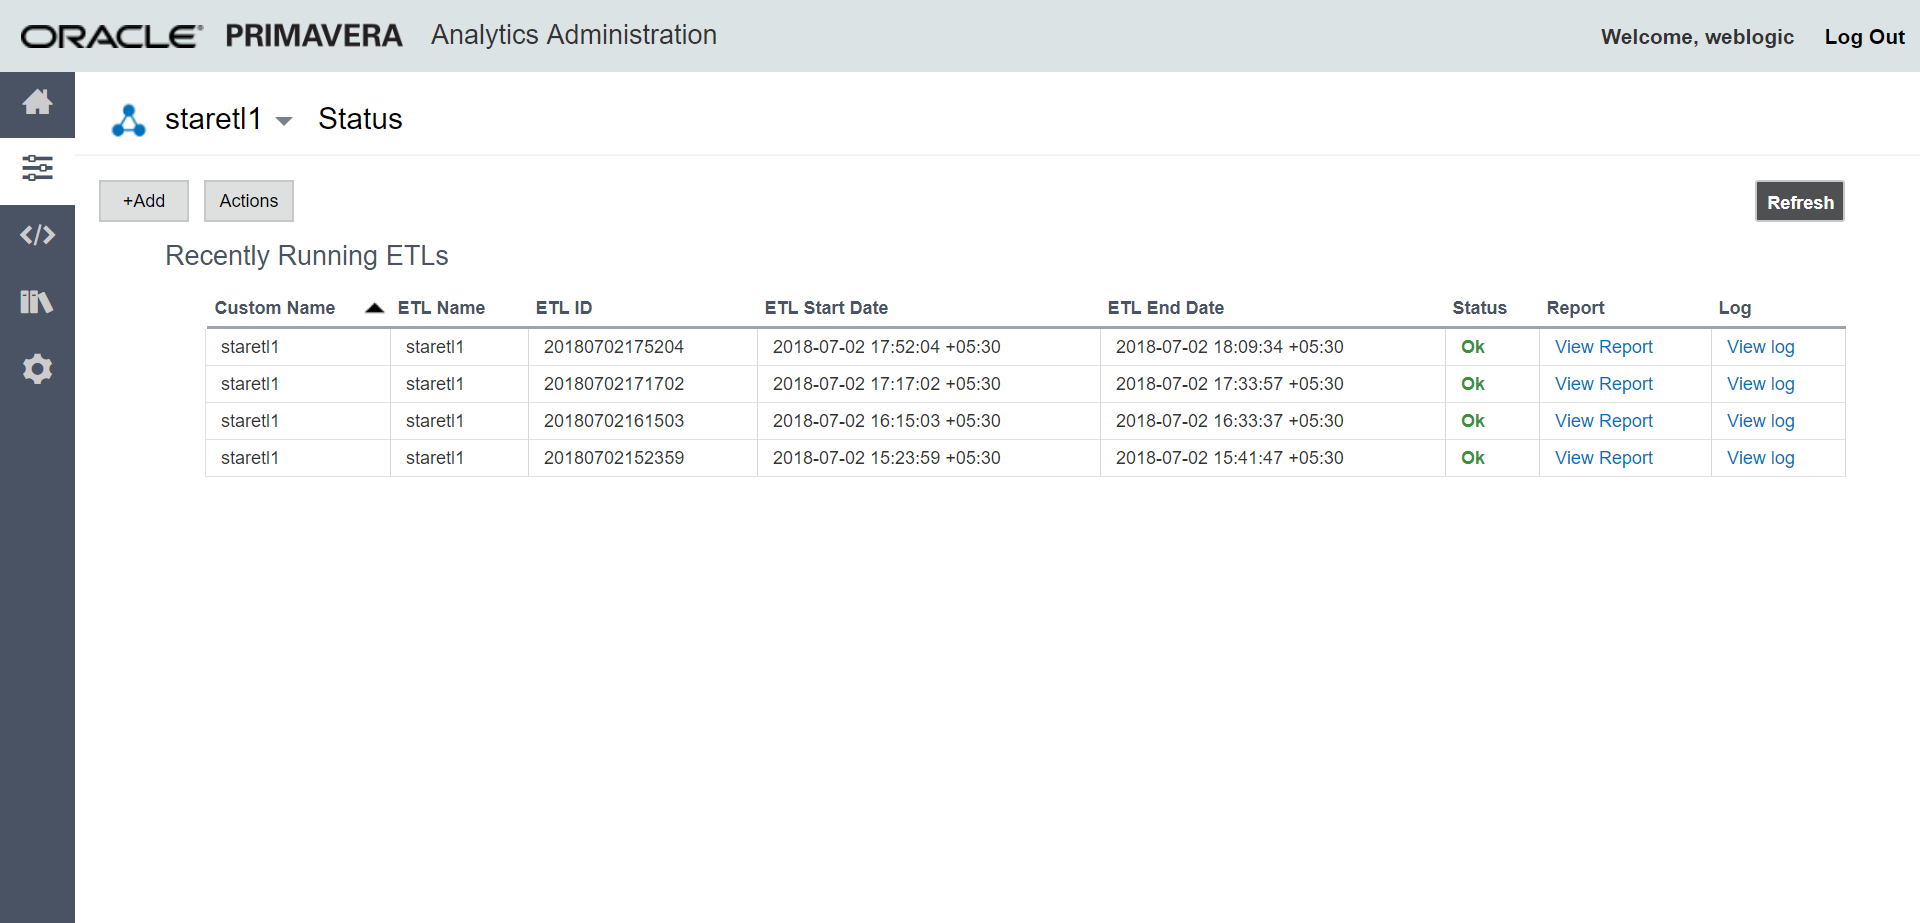 ORACLE® PRIMAVERA Analytics Administration Welcome, weblogic Log Out
staretl1 Status
+Add Actions Refresh
Recently Running ETLs
Custom Name ETL Name ETL ID ETL Start Date ETL End Date Status Report Log
staretl1 staretl1 20180702175204 2018-07-02 17:52:04 +05:30 2018-07-02 18:09:34 +05:30 Ok View Report View log
staretl1 staretl1 20180702171702 2018-07-02 17:17:02 +05:30 2018-07-02 17:33:57 +05:30 Ok View Report View log
staretl1 staretl1 20180702161503 2018-07-02 16:15:03 +05:30 2018-07-02 16:33:37 +05:30 Ok View Report View log
staretl1 staretl1 20180702152359 2018-07-02 15:23:59 +05:30 2018-07-02 15:41:47 +05:30 Ok View Report View log